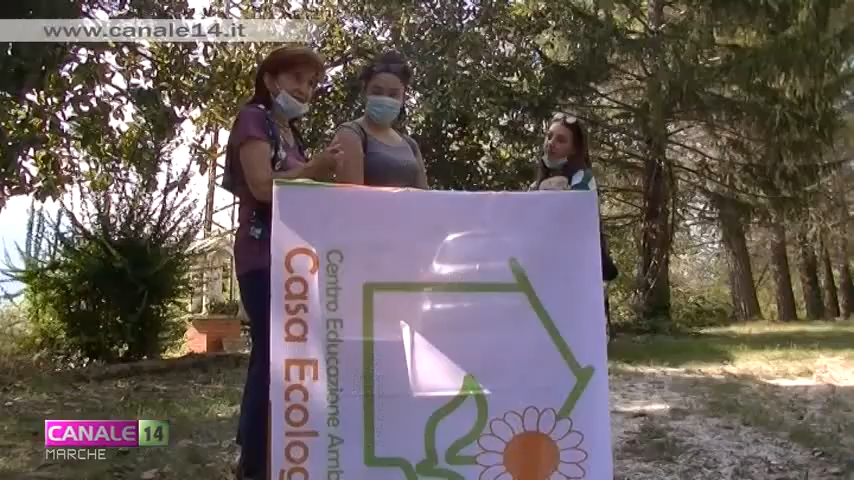 www.canale14.it
Centro Educazione Amb
Casa Ecolog
CANALE 14
MARCHE